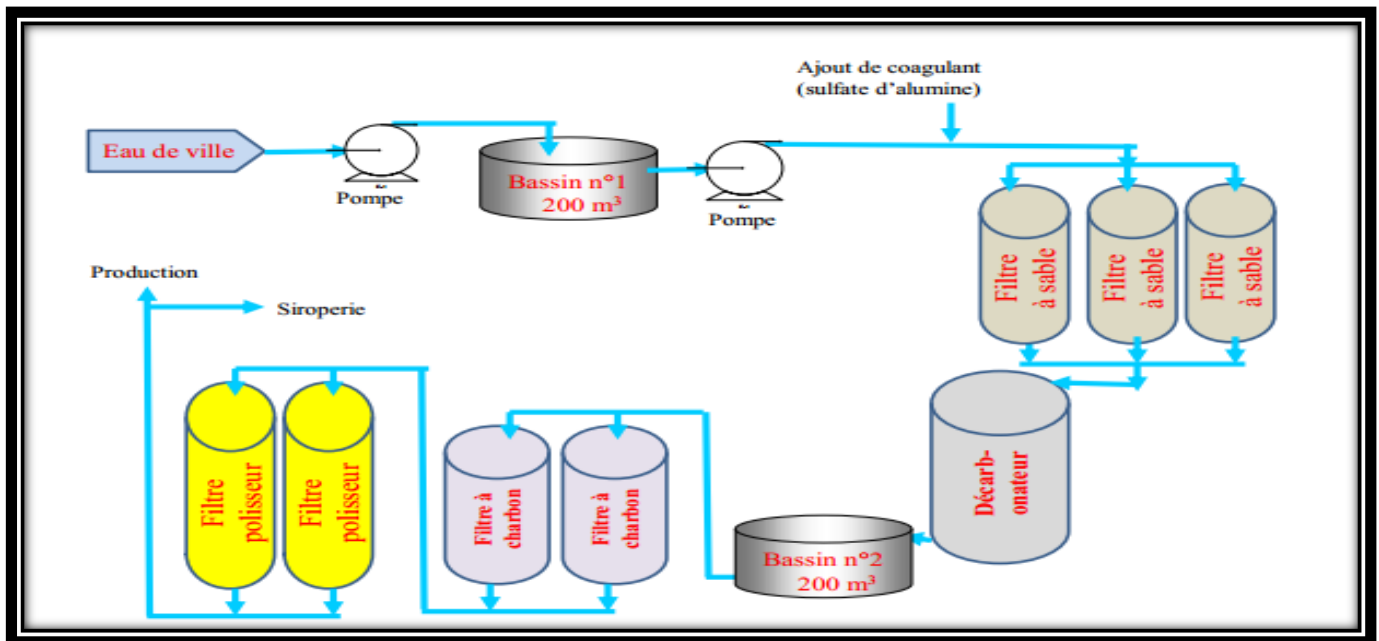 Ajout de coagulant
(sulfate d'alumine)
Eau de ville
Pompe
Bassin n°1
200 m³
Pompe
Filtre
à sable
Filtre
à sable
Filtre
à sable
Production
Siroperie
Filtre
polisseur
Filtre
polisseur
Filtre à
charbon
Filtre à
charbon
Bassin n°2
200 m³
Décarb-
onateur